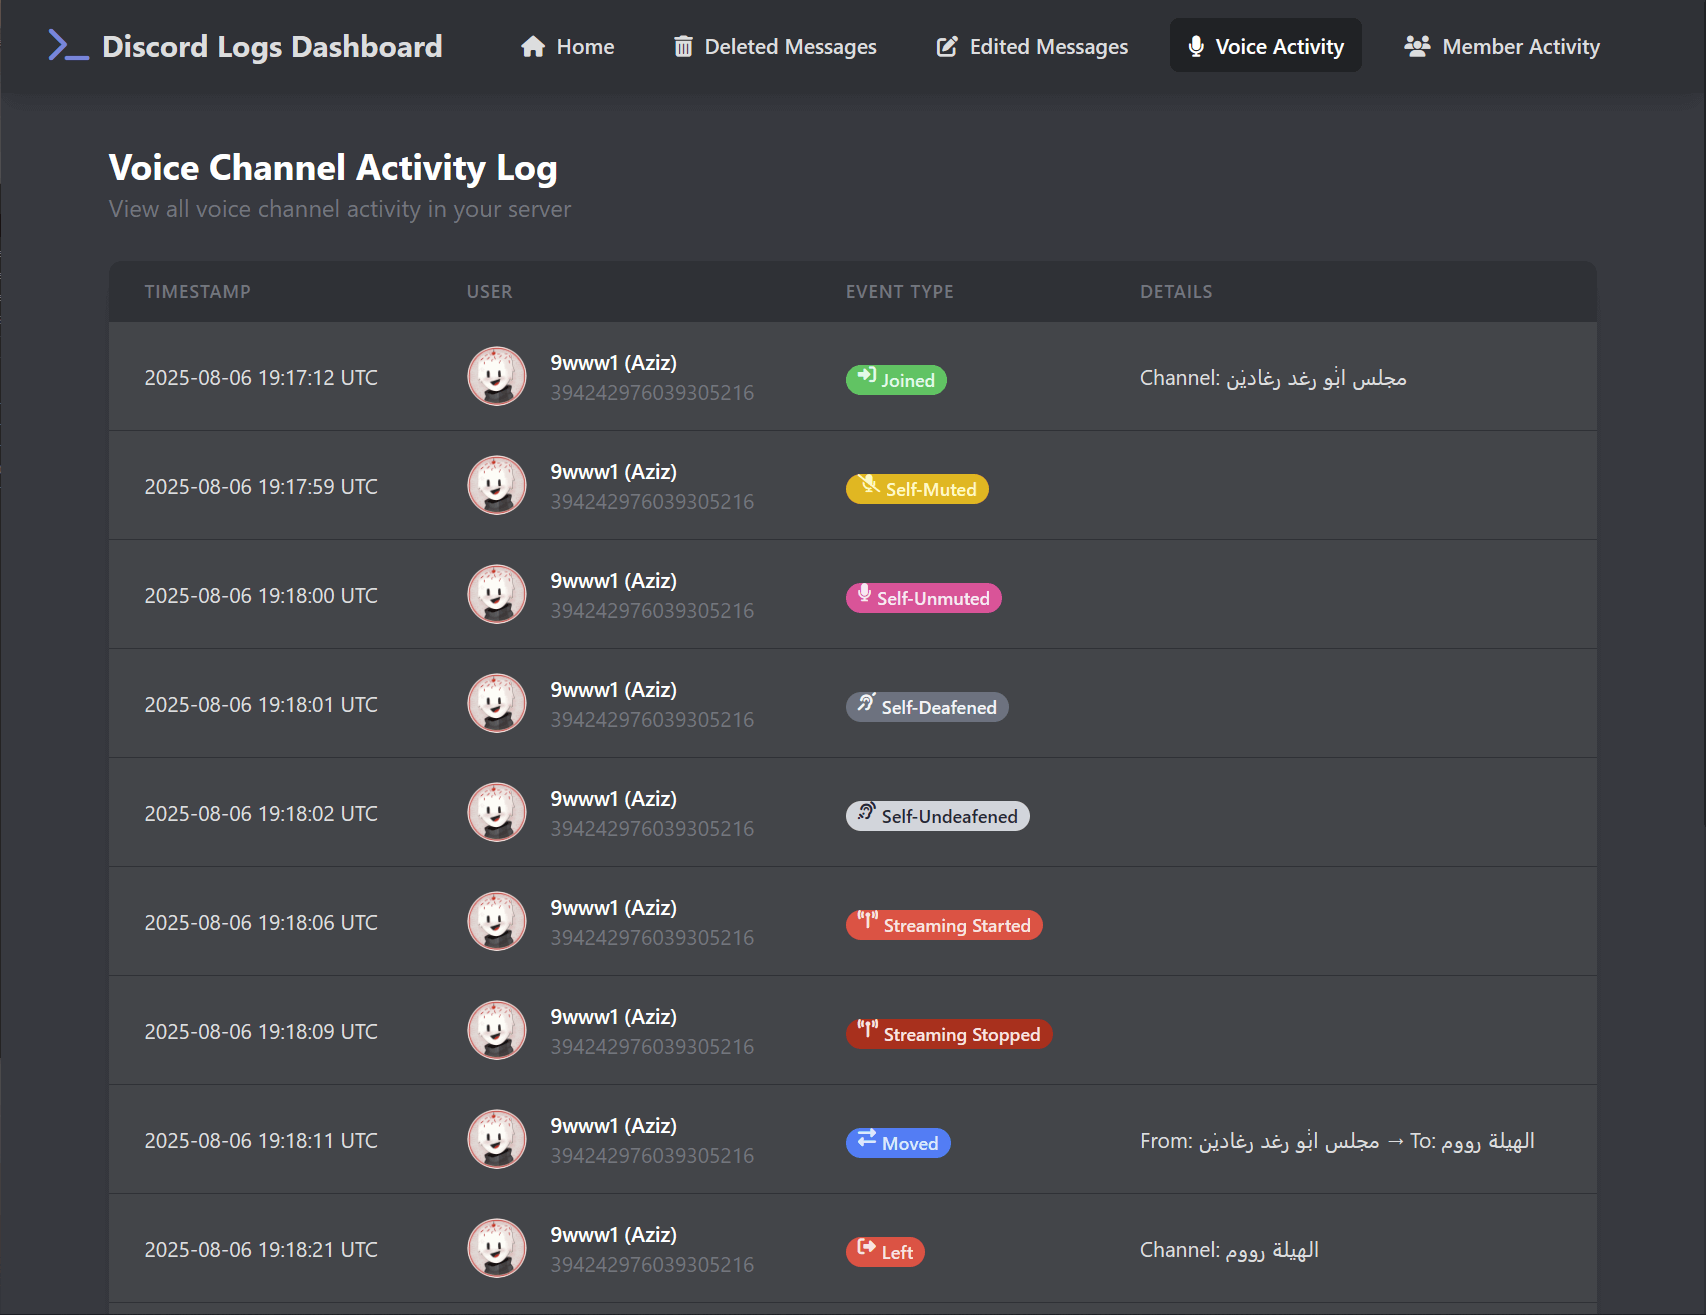 Discord Logs Dashboard
Home
Deleted Messages
Edited Messages
Voice Activity
Member Activity
Voice Channel Activity Log
View all voice channel activity in your server
TIMESTAMP USER EVENT TYPE DETAILS
2025-08-06 19:17:12 UTC
9www1 (Aziz)
394242976039305216
Joined
Channel: مجلس ابْو رغد رغاديْن
2025-08-06 19:17:59 UTC
9www1 (Aziz)
394242976039305216
Self-Muted
2025-08-06 19:18:00 UTC
9www1 (Aziz)
394242976039305216
Self-Unmuted
2025-08-06 19:18:01 UTC
9www1 (Aziz)
394242976039305216
Self-Deafened
2025-08-06 19:18:02 UTC
9www1 (Aziz)
394242976039305216
Self-Undeafened
2025-08-06 19:18:06 UTC
9www1 (Aziz)
394242976039305216
Streaming Started
2025-08-06 19:18:09 UTC
9www1 (Aziz)
394242976039305216
Streaming Stopped
2025-08-06 19:18:11 UTC
9www1 (Aziz)
394242976039305216
Moved
From: مجلس ابْو رغد رغاديْن → To: الهيلة رووم
2025-08-06 19:18:21 UTC
9www1 (Aziz)
394242976039305216
Left
Channel: الهيلة رووم